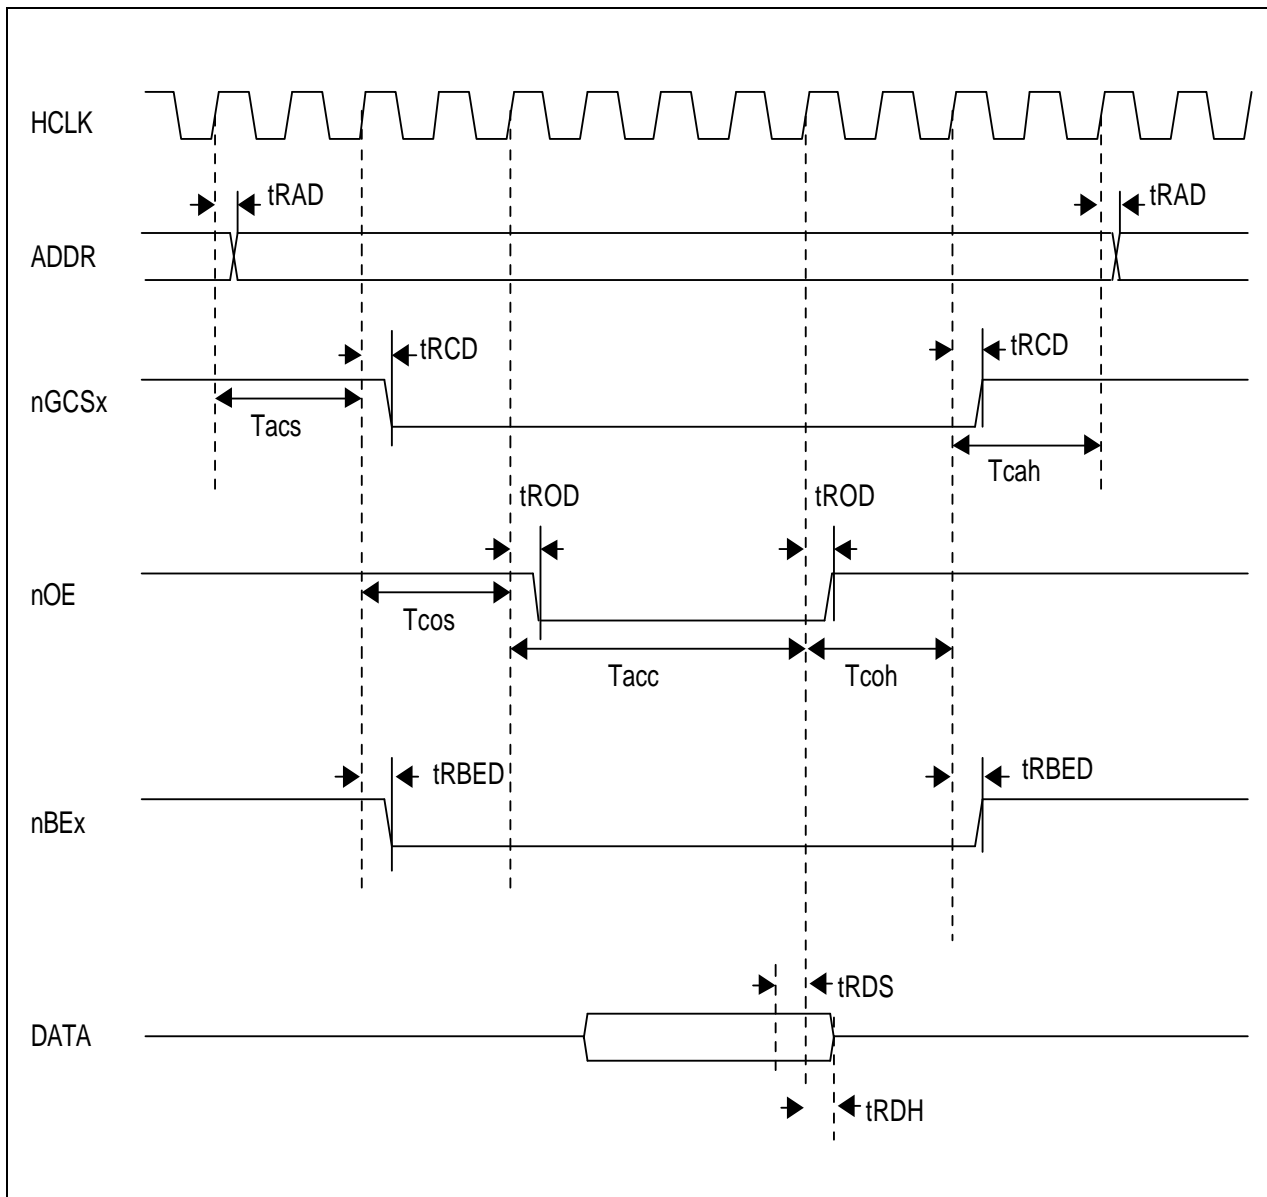 HCLK
tRAD
tRAD
ADDR
tRCD
tRCD
nGCSx
Tacs
Tcah
tROD
tROD
nOE
Tcos
Tacc
Tcoh
tRBED
tRBED
nBEx
tRDS
DATA
tRDH